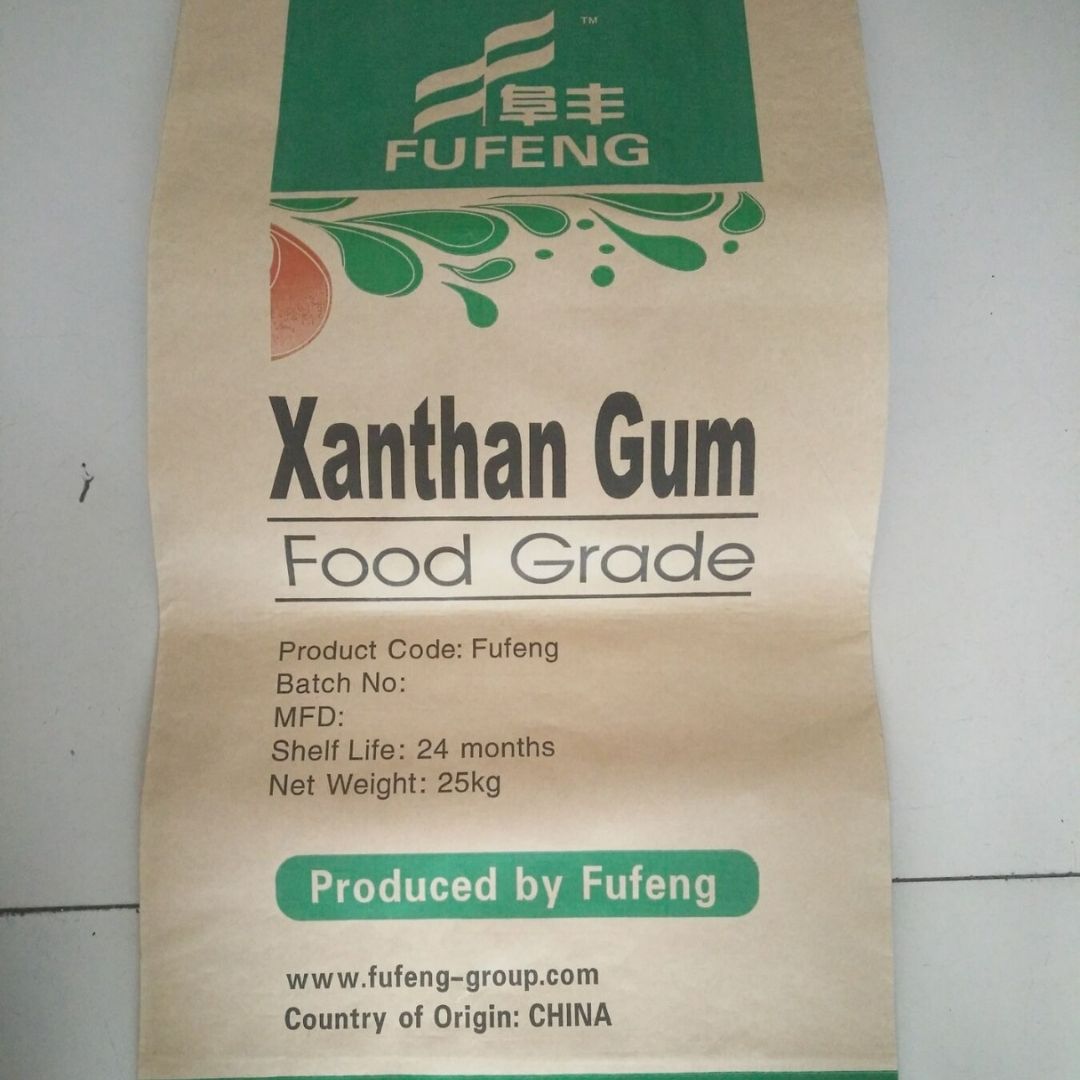 TM
阜丰
FUFENG
Xanthan Gum
Food Grade
Product Code: Fufeng
Batch No:
MFD:
Shelf Life: 24 months
Net Weight: 25kg
Produced by Fufeng
www.fufeng-group.com
Country of Origin: CHINA